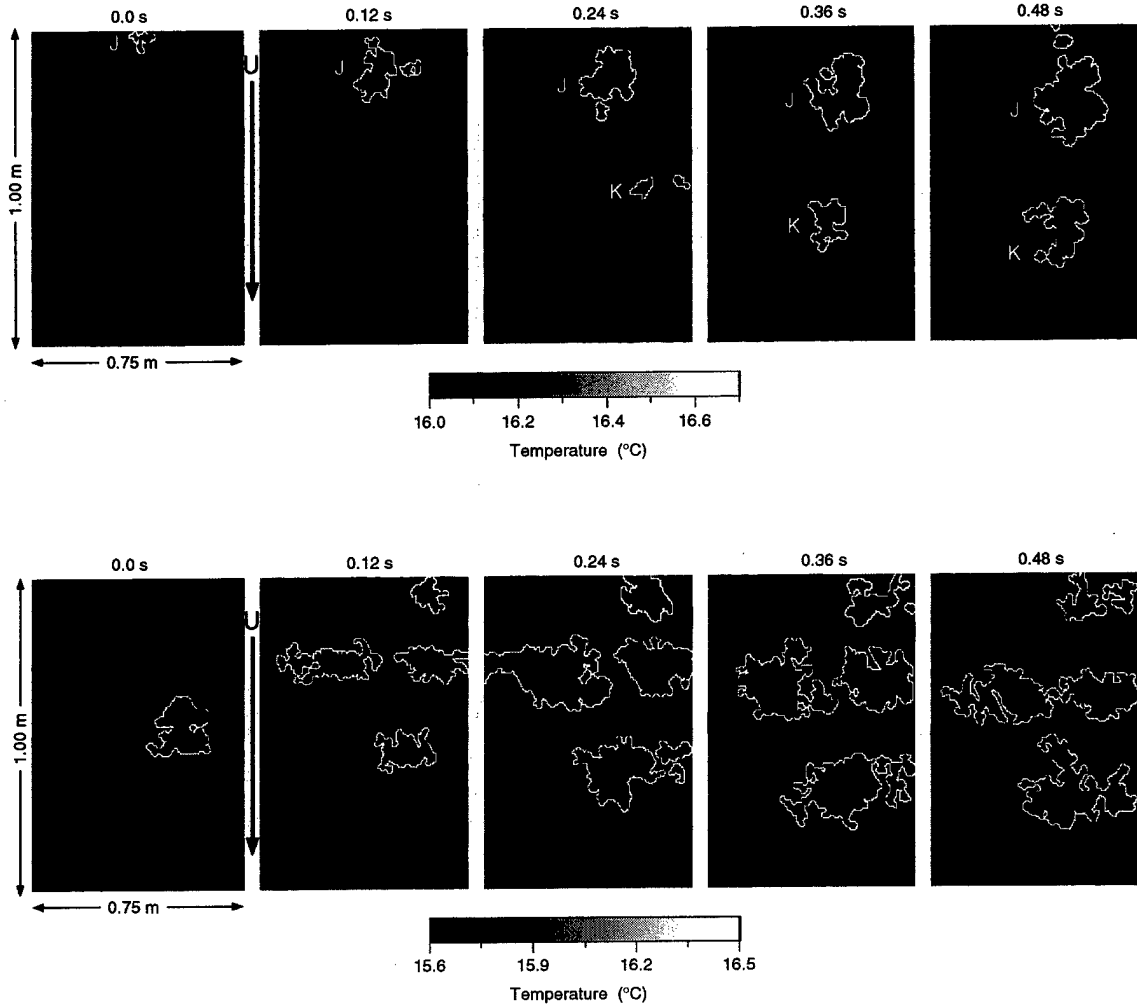 0.0 s 0.12 s 0.24 s 0.36 s 0.48 s
J U J J J J
1.00 m
K K K
0.75 m
16.0 16.2 16.4 16.6
Temperature (°C)
0.0 s 0.12 s 0.24 s 0.36 s 0.48 s
U
1.00 m
0.75 m
15.6 15.9 16.2 16.5
Temperature (°C)